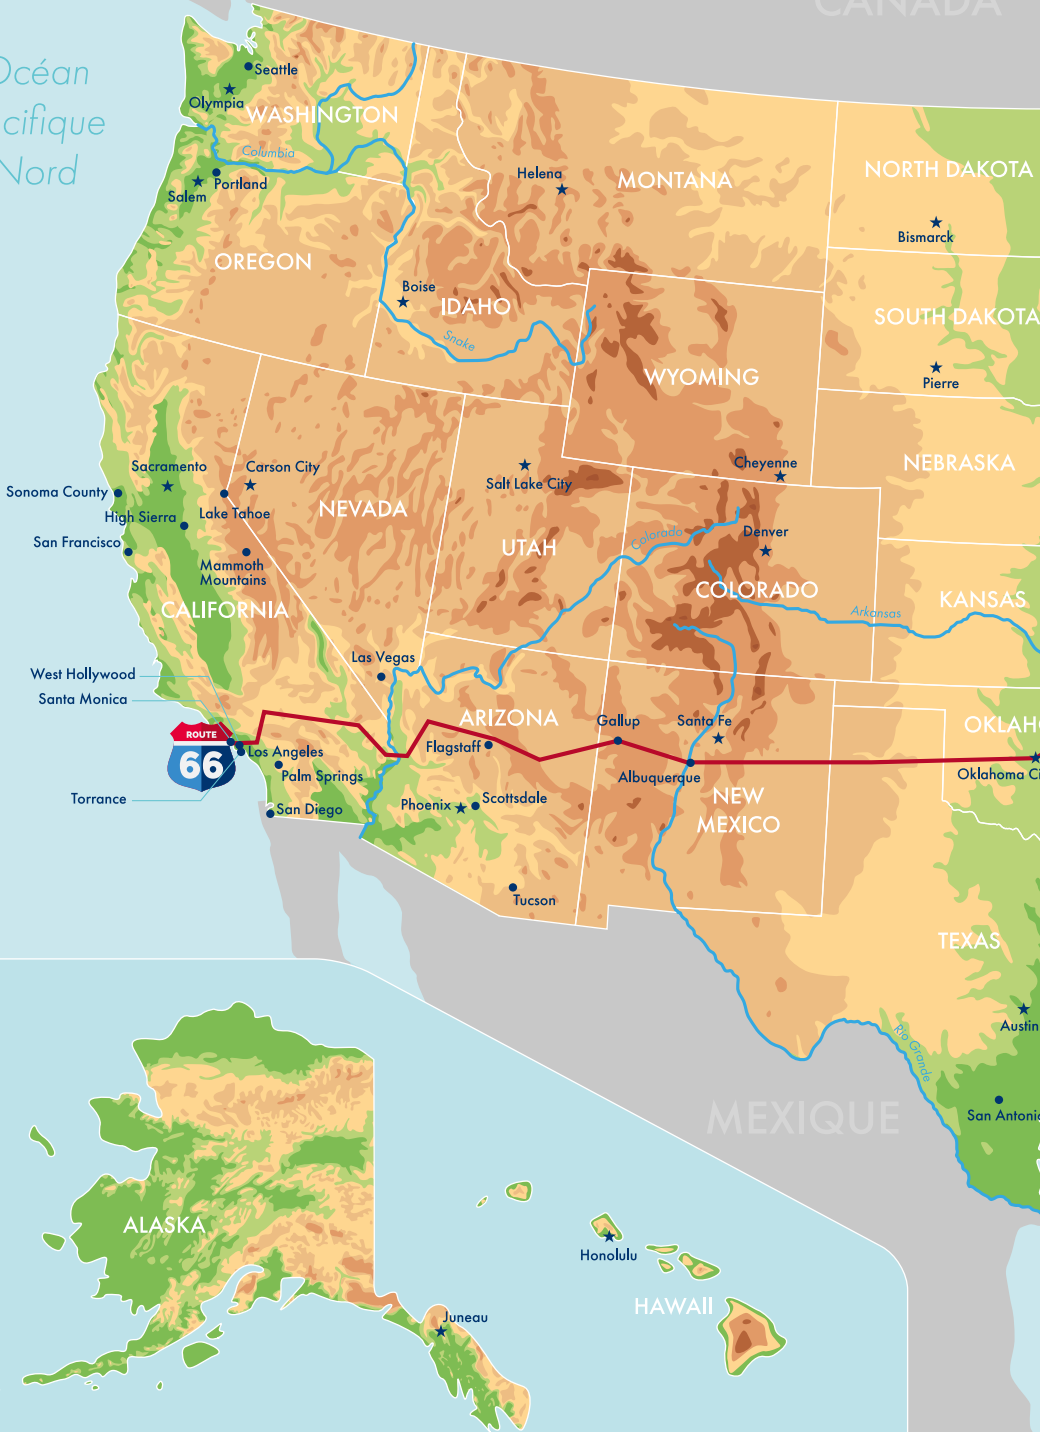 CANADA
Océan
cifique
Nord
Seattle
Olympia
WASHINGTON
Columbia
Portland
Salem
Helena
MONTANA
NORTH DAKOTA
Bismarck
OREGON
Boise
IDAHO
Snake
SOUTH DAKOTA
Pierre
WYOMING
Cheyenne
NEBRASKA
Sacramento
Carson City
Sonoma County
High Sierra
Lake Tahoe
San Francisco
Mammoth
Mountains
NEVADA
Salt Lake City
UTAH
Colorado
Denver
COLORADO
Arkansas
KANSAS
CALIFORNIA
West Hollywood
Santa Monica
Las Vegas
ARIZONA
Gallup
Santa Fe
OKLAHO
ROUTE
66
Los Angeles
Flagstaff
Palm Springs
Albuquerque
Oklahoma Ci
Torrance
San Diego
Phoenix
Scottsdale
NEW
MEXICO
Tucson
TEXAS
Austin
Rio Grande
San Antoni
MEXIQUE
ALASKA
Honolulu
HAWAII
Juneau